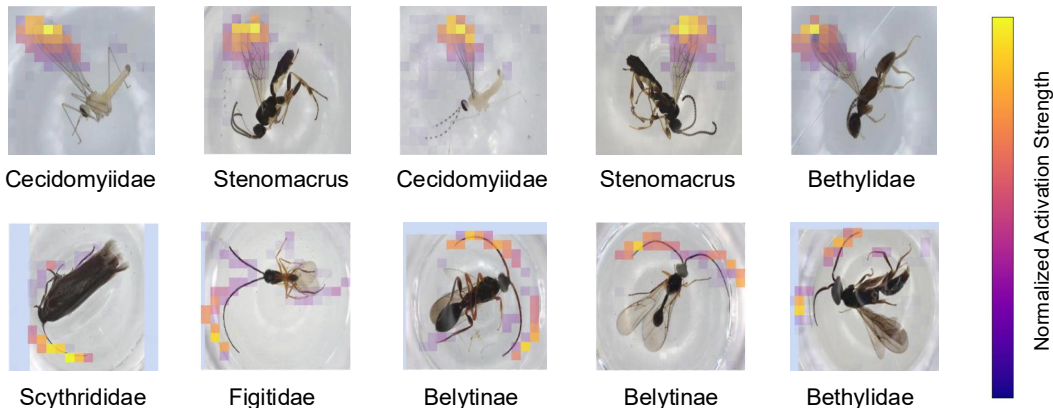 Cecidomyiidae
Stenomacrus
Cecidomyiidae
Stenomacrus
Bethylidae
Scythrididae
Figitidae
Belytinae
Belytinae
Bethylidae
Normalized Activation Strength